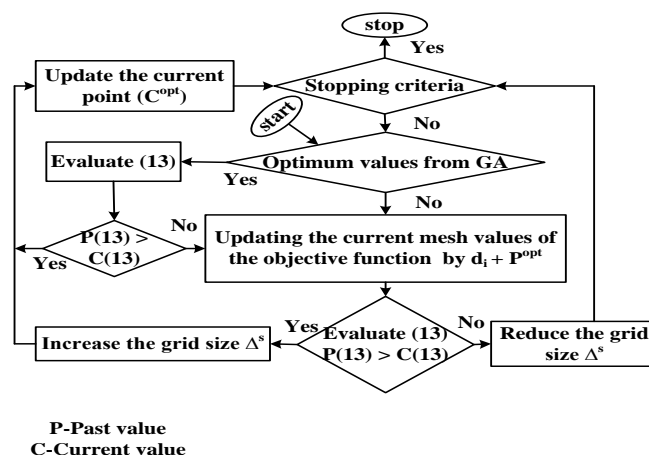 stop
Yes
Update the current
point (C^opt)
Stopping criteria
start
No
Evaluate (13)
Yes
Optimum values from GA
No
P(13) >
C(13)
No
Yes
Updating the current mesh values of
the objective function by d_i + P^opt
Increase the grid size Δ^s
Yes
Evaluate (13)
P(13) > C(13)
No
Reduce the grid
size Δ^s
P-Past value
C-Current value